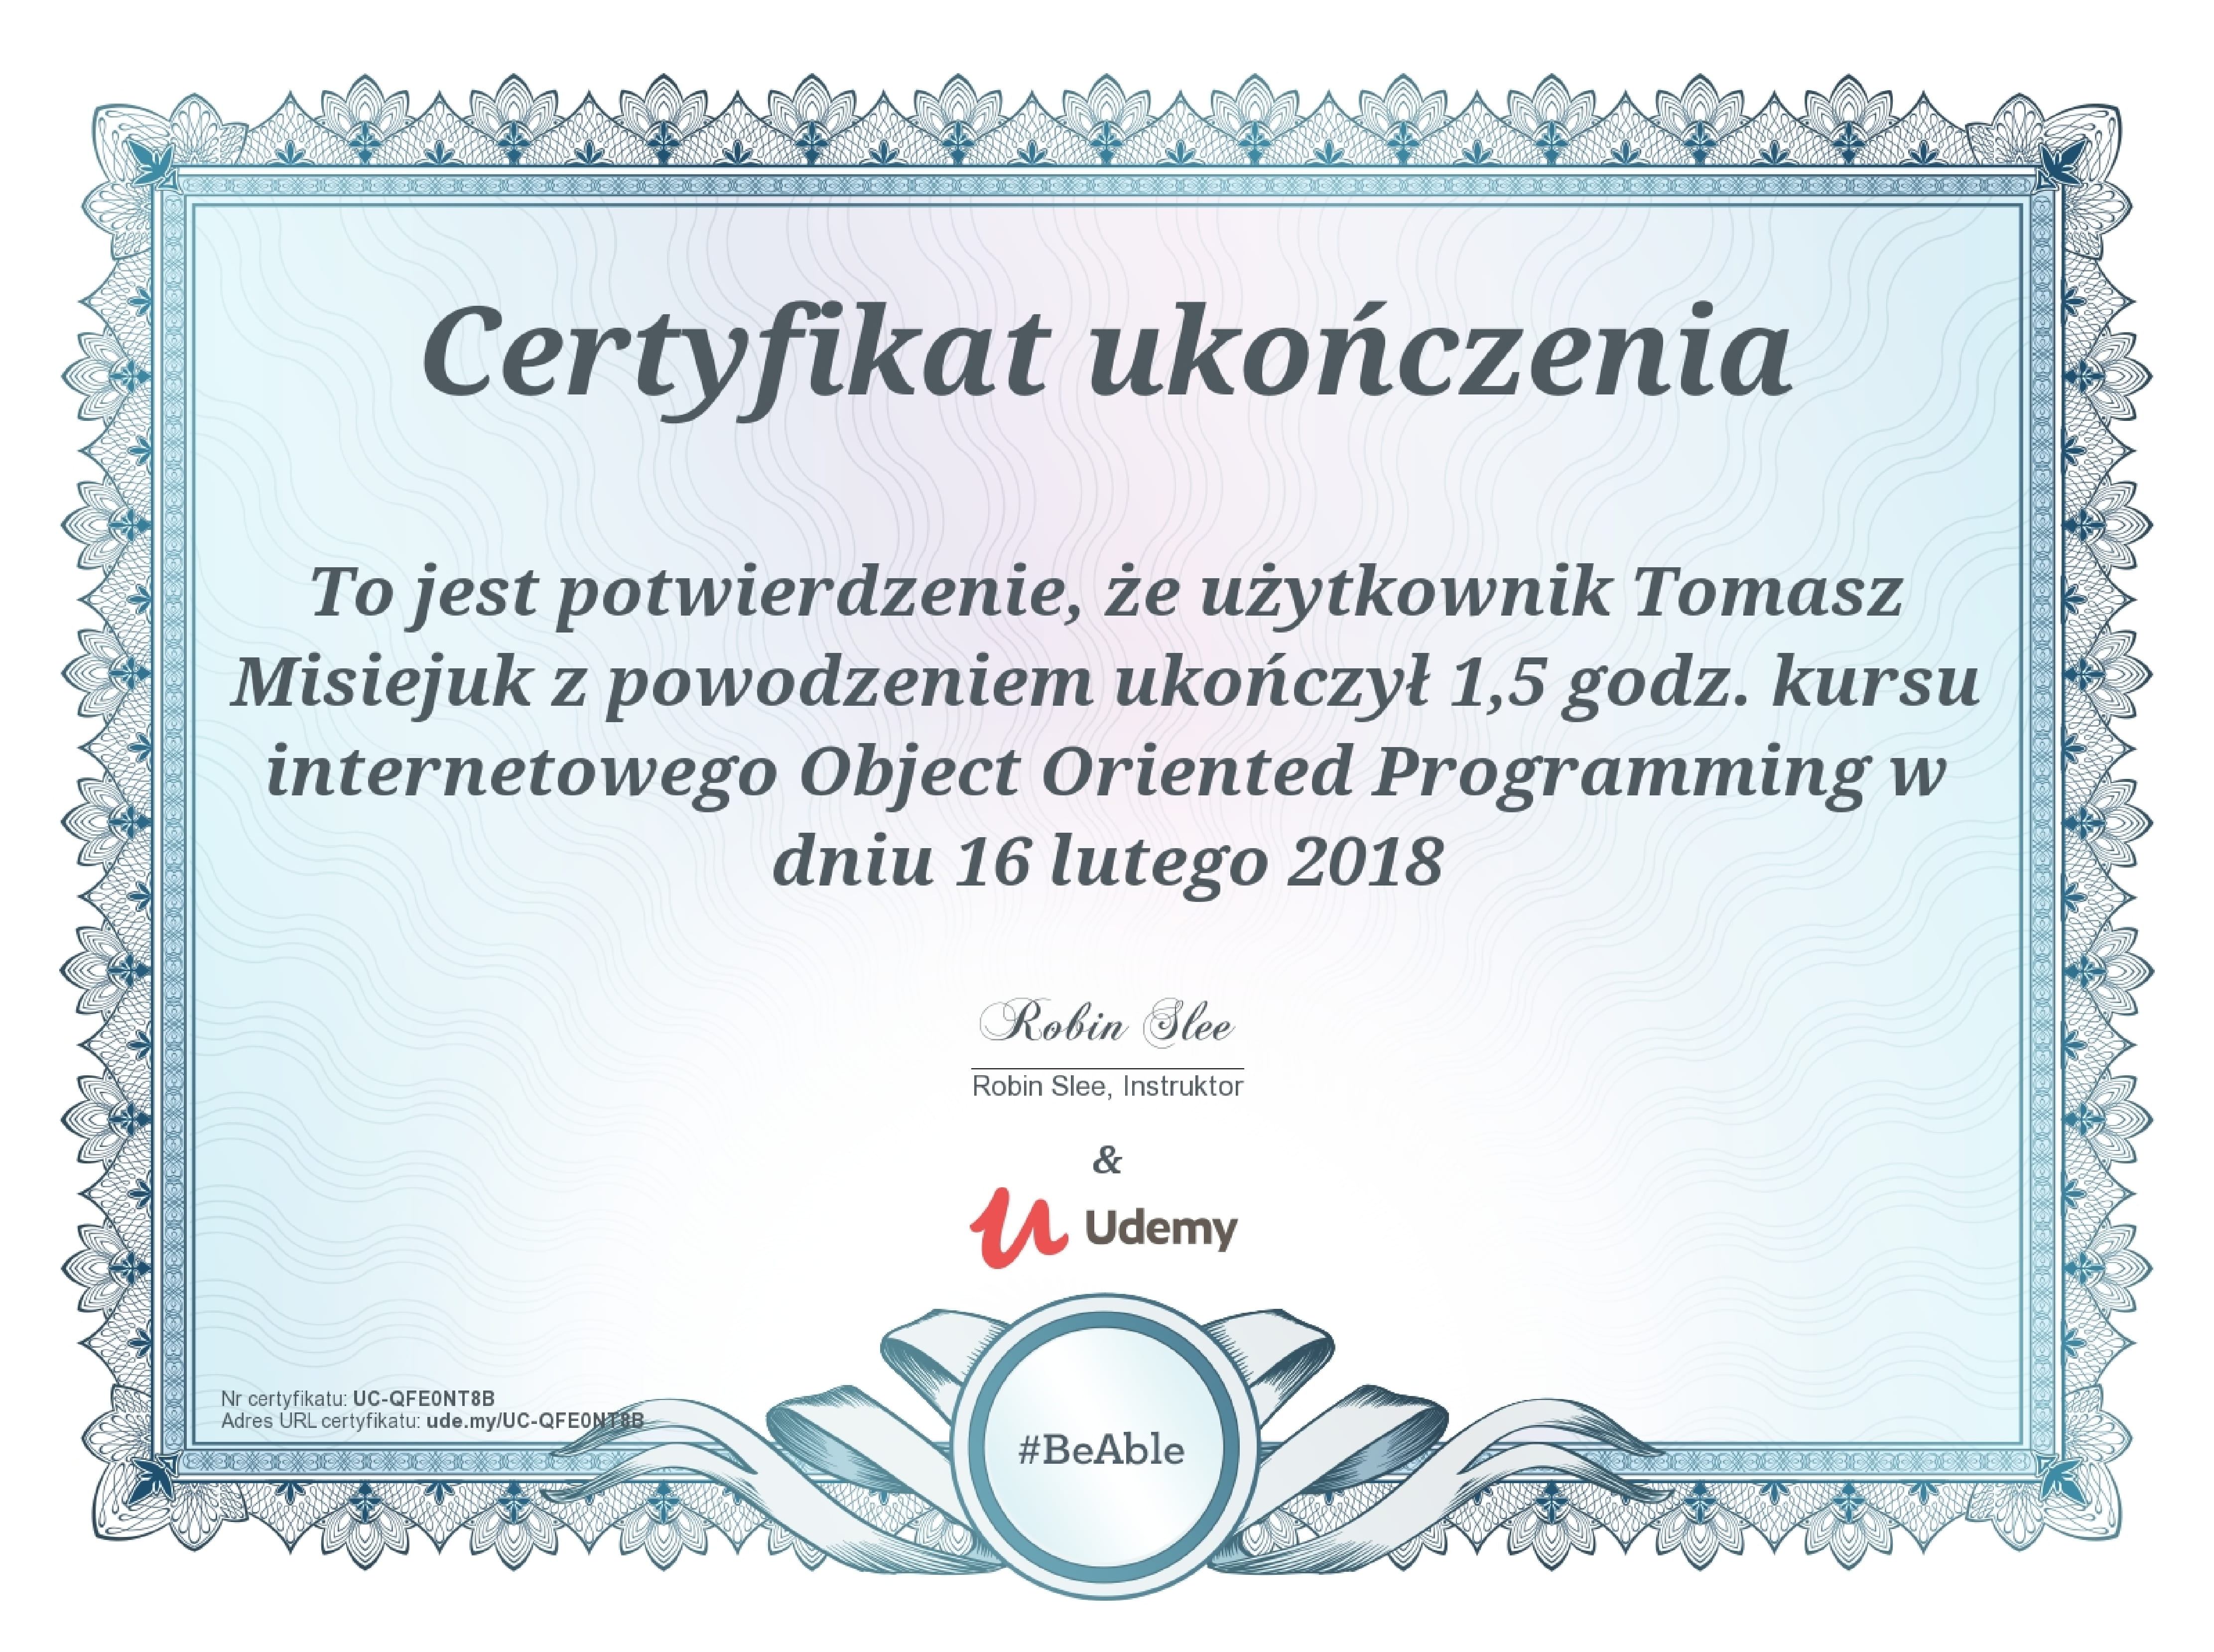 Certyfikat ukończenia
To jest potwierdzenie, że użytkownik Tomasz
Misiejuk z powodzeniem ukończył 1,5 godz. kursu
internetowego Object Oriented Programming w
dniu 16 lutego 2018
Robin Slee
Robin Slee, Instruktor
&
Udemy
Nr certyfikatu: UC-QFE0NT8B
Adres URL certyfikatu: ude.my/UC-QFE0NT8B
#BeAble